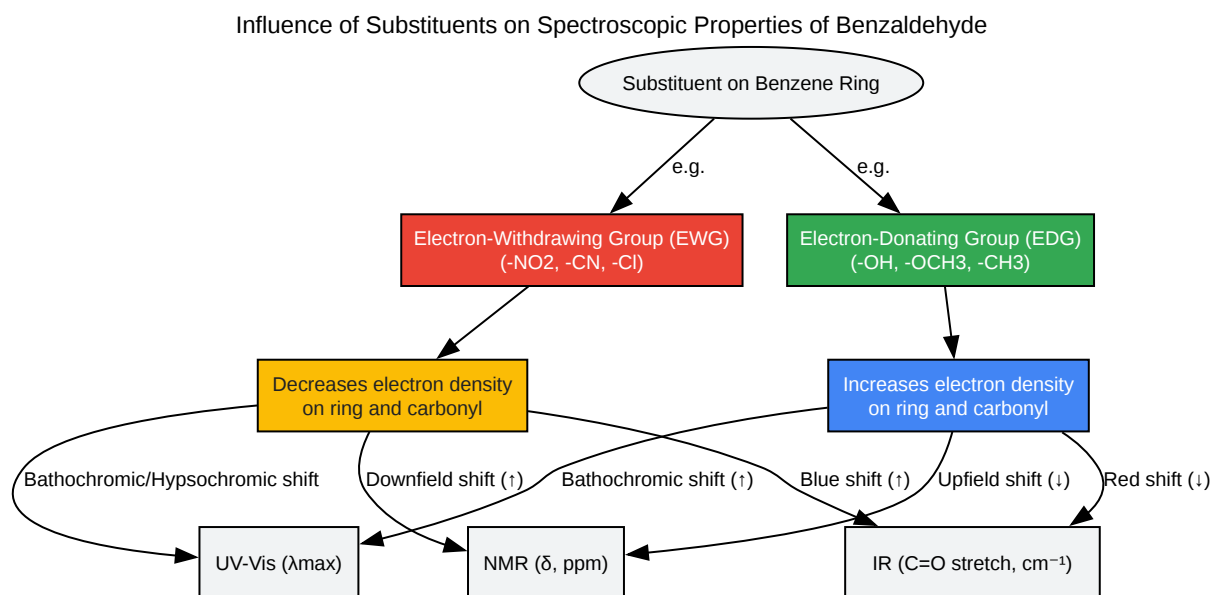 Influence of Substituents on Spectroscopic Properties of Benzaldehyde
Substituent on Benzene Ring
e.g.
e.g.
Electron-Withdrawing Group (EWG)
(-NO2, -CN, -Cl)
Electron-Donating Group (EDG)
(-OH, -OCH3, -CH3)
Decreases electron density
on ring and carbonyl
Increases electron density
on ring and carbonyl
Bathochromic/Hypsochromic shift
Downfield shift (↑)
Bathochromic shift (↑)
Blue shift (↑)
Upfield shift (↓)
Red shift (↓)
UV-Vis (λmax)
NMR (δ, ppm)
IR (C=O stretch, cm⁻¹)